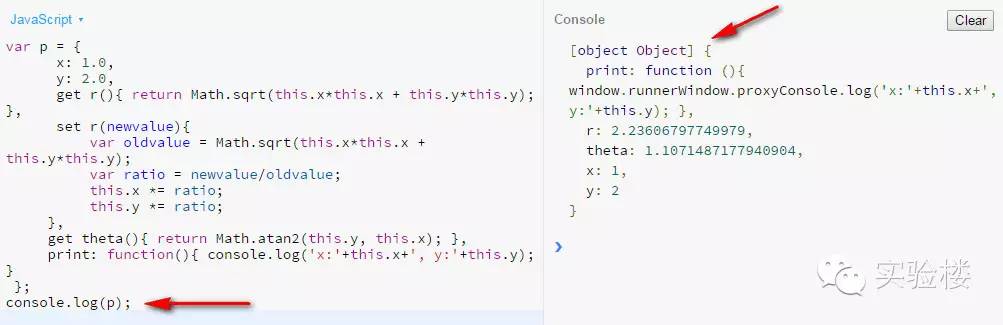 JavaScript
var p = {
x: 1.0,
y: 2.0,
get r(){ return Math.sqrt(this.x*this.x + this.y*this.y);
},
set r(newvalue){
var oldvalue = Math.sqrt(this.x*this.x +
this.y*this.y);
var ratio = newvalue/oldvalue;
this.x *= ratio;
this.y *= ratio;
},
get theta(){ return Math.atan2(this.y, this.x); },
print: function(){ console.log('x:'+this.x+', y:'+this.y);
}
};
console.log(p);
Console
Clear
[object Object] {
print: function (){
window.runnerWindow.proxyConsole.log('x:'+this.x+',
y:'+this.y); },
r: 2.23606797749979,
theta: 1.1071487177940904,
x: 1,
y: 2
}
实验楼